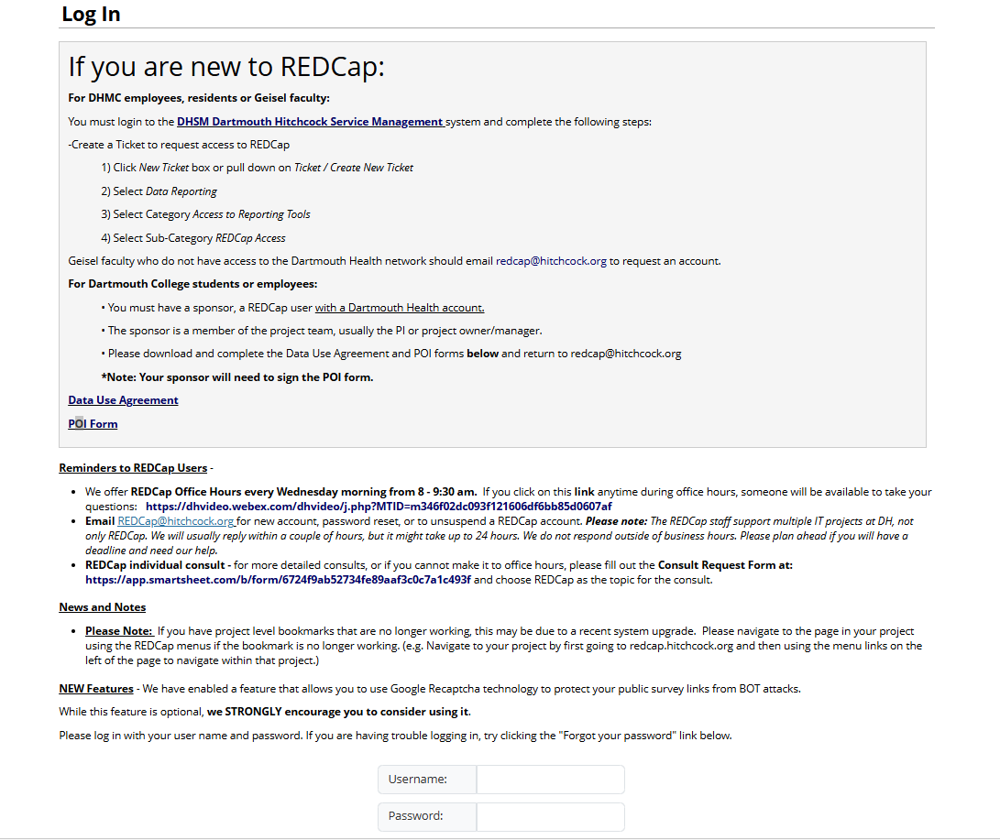 Log In
If you are new to REDCap:
For DHMC employees, residents or Geisel faculty:
You must login to the DHSM Dartmouth Hitchcock Service Management system and complete the following steps:
-Create a Ticket to request access to REDCap
1) Click New Ticket box or pull down on Ticket / Create New Ticket
2) Select Data Reporting
3) Select Category Access to Reporting Tools
4) Select Sub-Category REDCap Access
Geisel faculty who do not have access to the Dartmouth Health network should email redcap@hitchcock.org to request an account.
For Dartmouth College students or employees:
• You must have a sponsor, a REDCap user with a Dartmouth Health account.
• The sponsor is a member of the project team, usually the PI or project owner/manager.
• Please download and complete the Data Use Agreement and POI forms below and return to redcap@hitchcock.org
*Note: Your sponsor will need to sign the POI form.
Data Use Agreement
POI Form
Reminders to REDCap Users -
• We offer REDCap Office Hours every Wednesday morning from 8 - 9:30 am. If you click on this link anytime during office hours, someone will be available to take your
questions: https://dhvideo.webex.com/dhvideo/j.php?MTID=m346f02dc093f121606df6bb85d0607af
• Email REDCap@hitchcock.org for new account, password reset, or to unsuspend a REDCap account. Please note: The REDCap staff support multiple IT projects at DH, not
only REDCap. We will usually reply within a couple of hours, but it might take up to 24 hours. We do not respond outside of business hours. Please plan ahead if you will have a
deadline and need our help.
• REDCap individual consult - for more detailed consults, or if you cannot make it to office hours, please fill out the Consult Request Form at:
https://app.smartsheet.com/b/form/6724f9ab52734fe89aaf3c0c7a1c493f and choose REDCap as the topic for the consult.
News and Notes
• Please Note: If you have project level bookmarks that are no longer working, this may be due to a recent system upgrade. Please navigate to the page in your project
using the REDCap menus if the bookmark is no longer working. (e.g. Navigate to your project by first going to redcap.hitchcock.org and then using the menu links on the
left of the page to navigate within that project.)
NEW Features - We have enabled a feature that allows you to use Google Recaptcha technology to protect your public survey links from BOT attacks.
While this feature is optional, we STRONGLY encourage you to consider using it.
Please log in with your user name and password. If you are having trouble logging in, try clicking the "Forgot your password" link below.
Username:
Password: